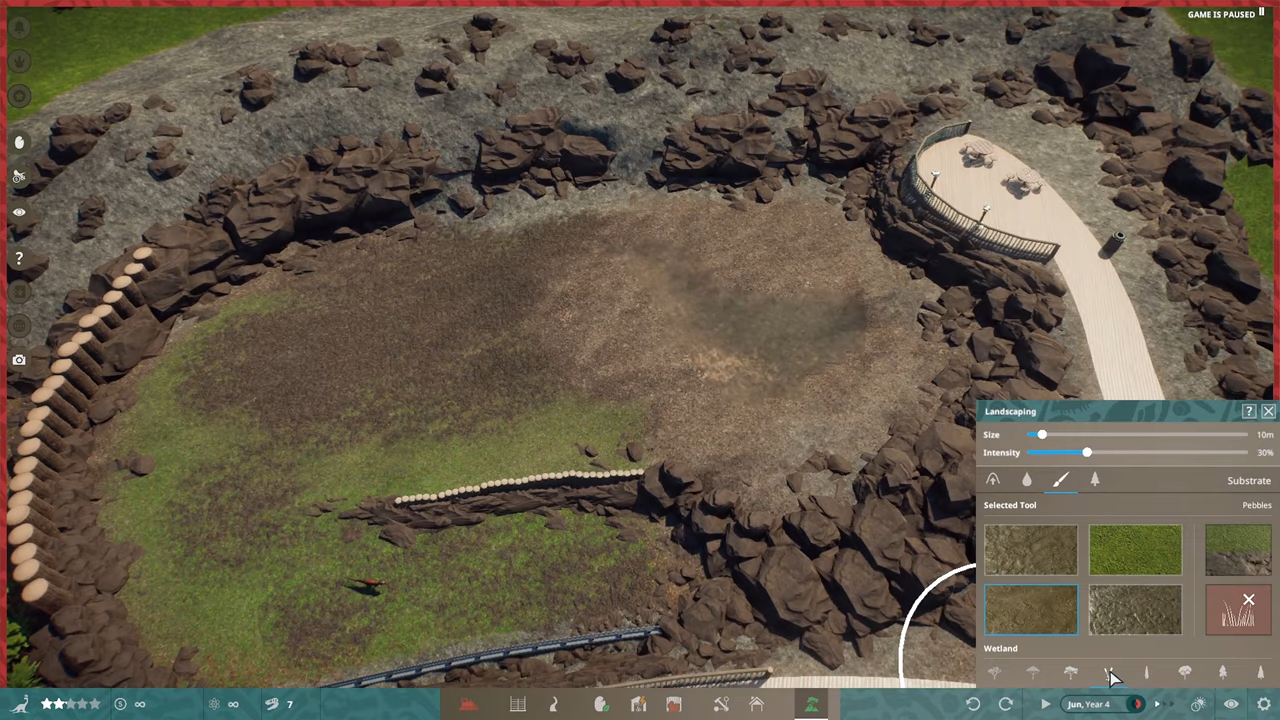 GAME IS PAUSED
Landscaping
?
Size 10m
Intensity 30%
Substrate
Selected Tool Pebbles
Wetland
?
$ ∞
∞
7
Jun, Year 4